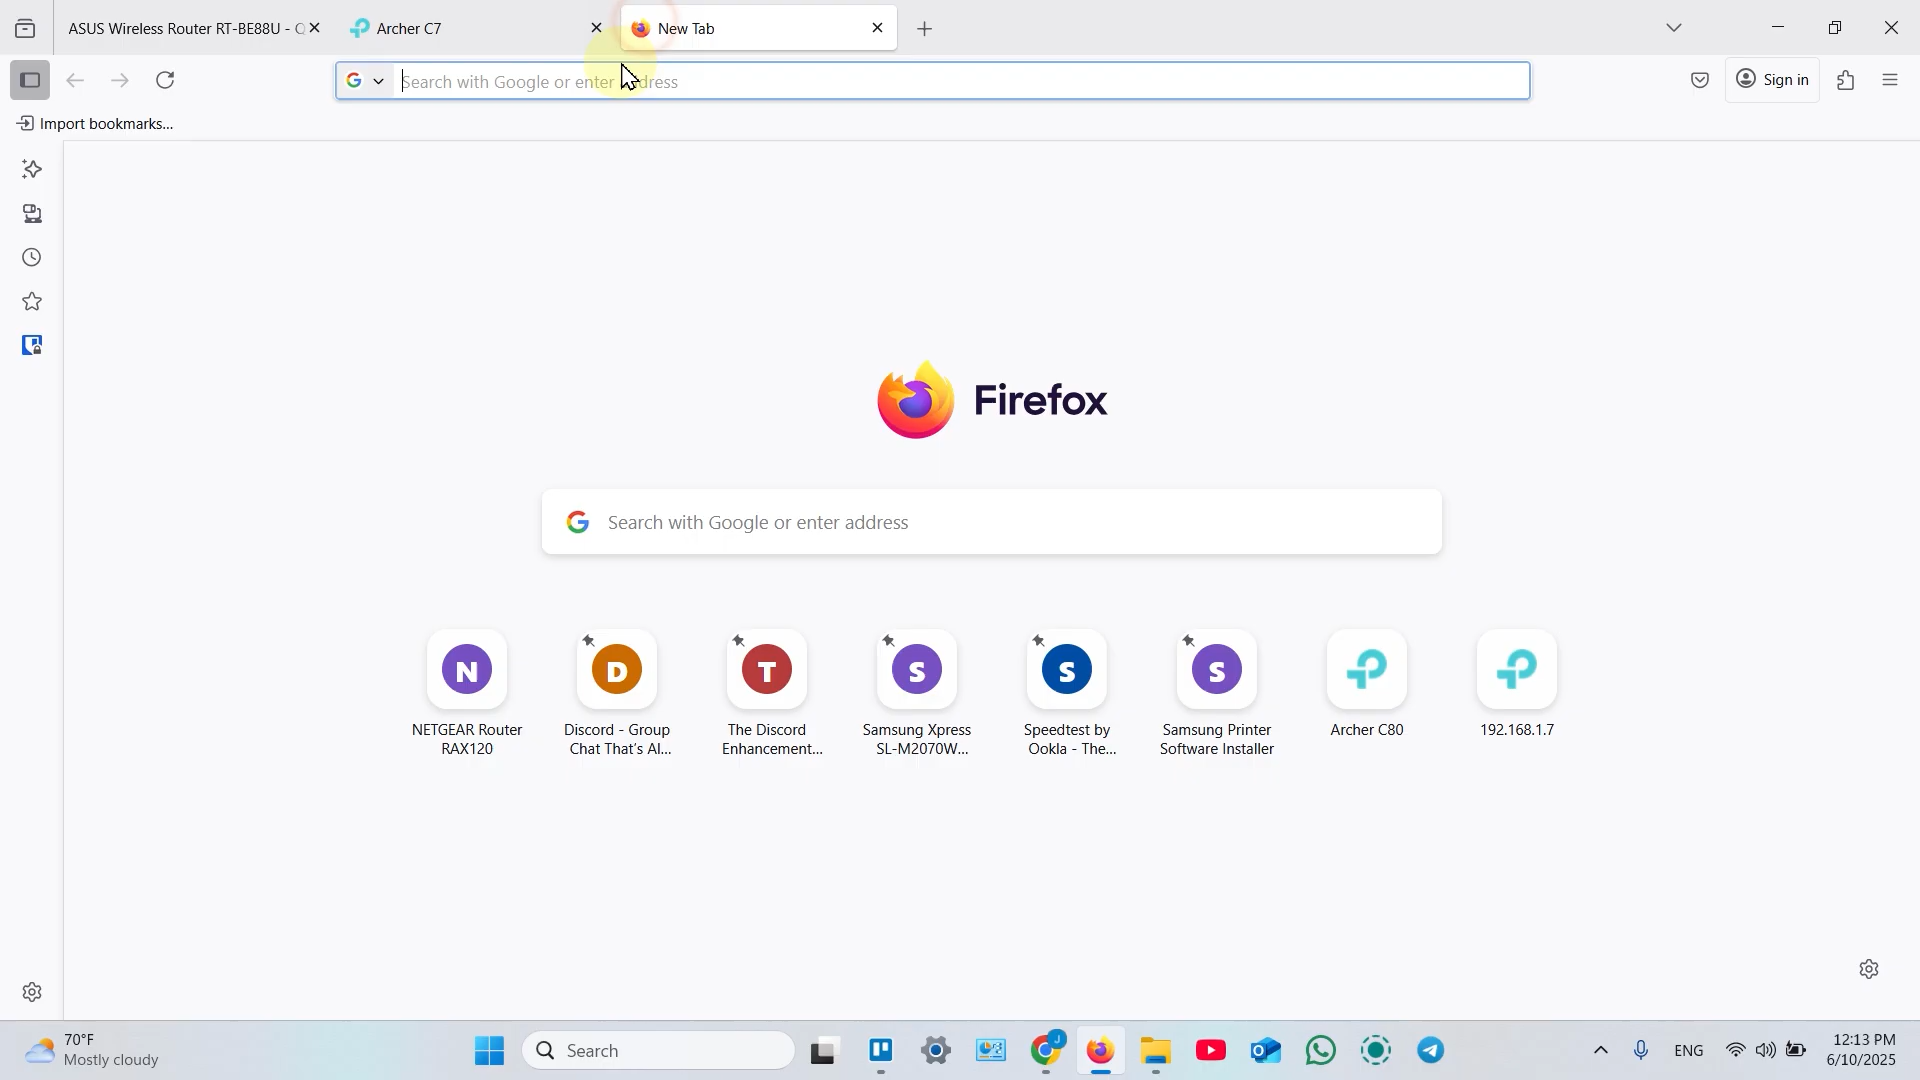 ASUS Wireless Router RT-BE88U - Q
Archer C7
New Tab
Search with Google or enter address
Sign in
Import bookmarks...
Firefox
Search with Google or enter address
N
D
T
S
S
S
NETGEAR Router
RAX120
Discord - Group
Chat That's Al...
The Discord
Enhancement...
Samsung Xpress
SL-M2070W...
Speedtest by
Ookla - The...
Samsung Printer
Software Installer
Archer C80
192.168.1.7
70°F
Mostly cloudy
Search
J
ENG
12:13 PM
6/10/2025